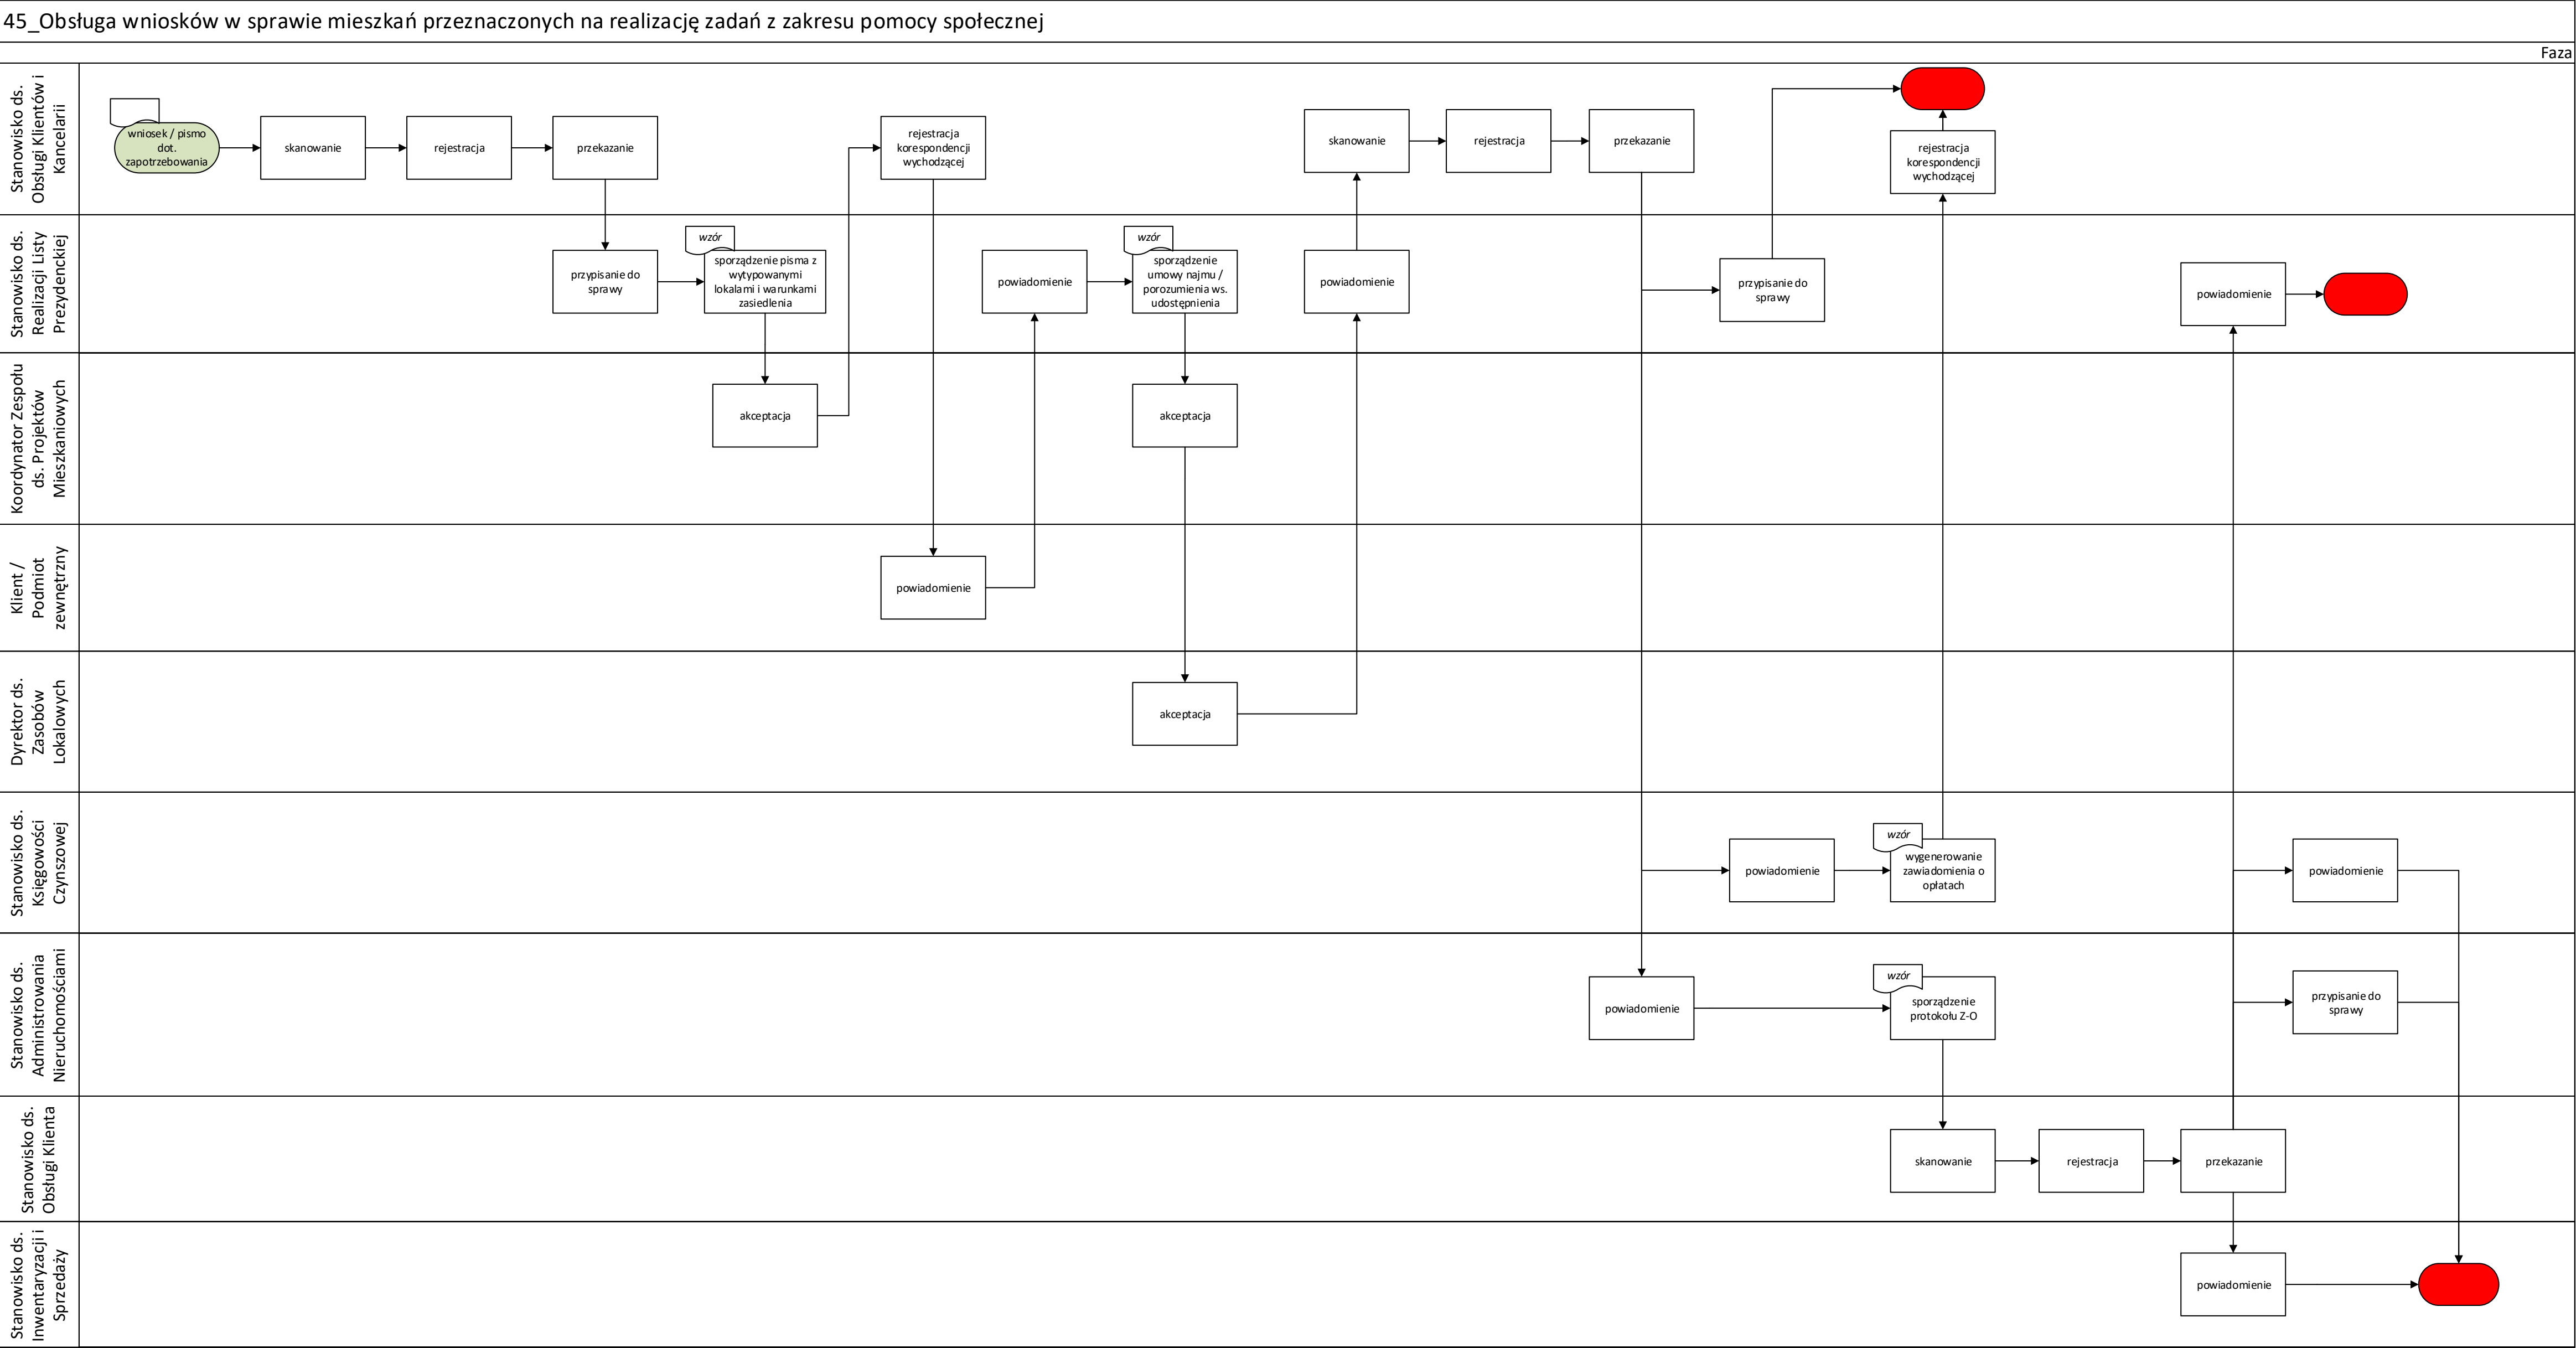 45_Obsługa wniosków w sprawie mieszkań przeznaczonych na realizację zadań z zakresu pomocy społecznej
Faza
Stanowisko ds.
Obsługi Klientów i
Kancelarii
wniosek / pismo
dot.
zapotrzebowania
skanowanie
rejestracja
przekazanie
rejestracja
korespondencji
wychodzącej
skanowanie
rejestracja
przekazanie
rejestracja
korespondencji
wychodzącej
Stanowisko ds.
Realizacji Listy
Prezydenckiej
przypisanie do
sprawy
wzór
sporządzenie pisma z
wytypowanymi
lokalami i warunkami
zasiedlenia
powiadomienie
wzór
sporządzenie
umowy najmu /
porozumienia ws.
udostępnienia
powiadomienie
przypisanie do
sprawy
powiadomienie
Koordynator Zespołu
ds. Projektów
Mieszkaniowych
akceptacja
akceptacja
Klient /
Podmiot
zewnętrzny
powiadomienie
Dyrektor ds.
Zasobów
Lokalowych
akceptacja
Stanowisko ds.
Księgowości
Czynszowej
powiadomienie
wzór
wygenerowanie
zawiadomienia o
opłatach
powiadomienie
Stanowisko ds.
Administrowania
Nieruchomościami
powiadomienie
wzór
sporządzenie
protokołu Z-O
przypisanie do
sprawy
Stanowisko ds.
Obsługi Klienta
skanowanie
rejestracja
przekazanie
Stanowisko ds.
Inwentaryzacji i
Sprzedaży
powiadomienie